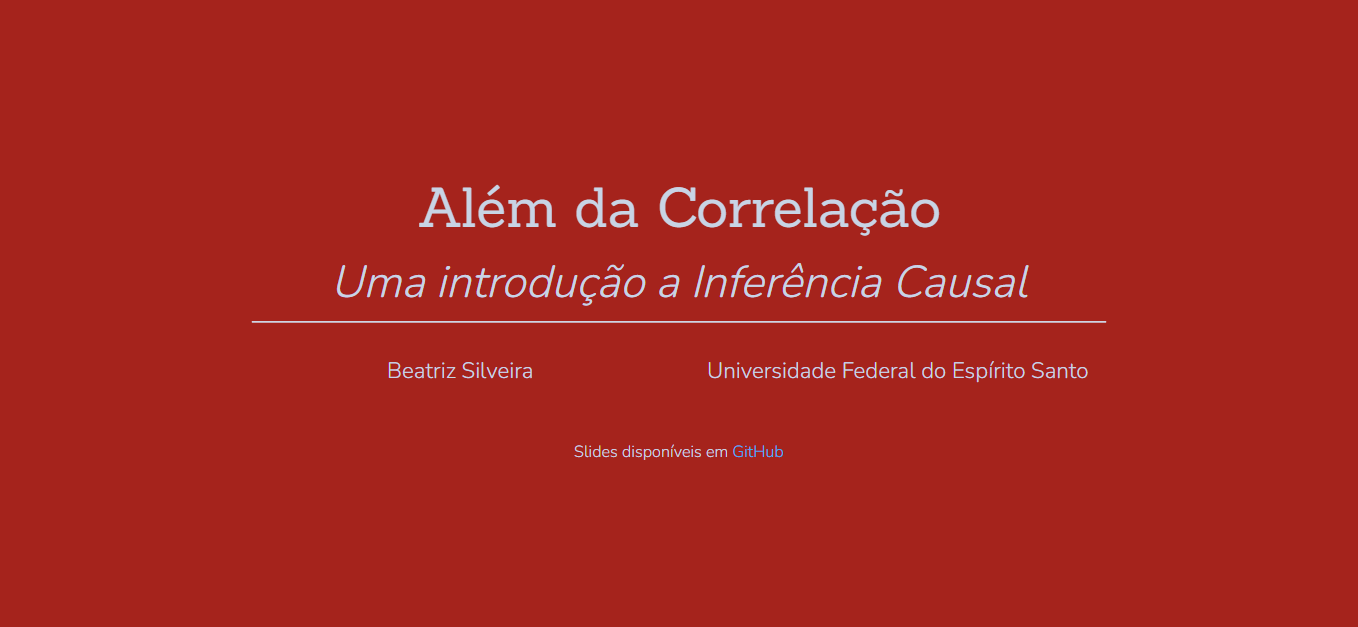 Além da Correlação
Uma introdução a Inferência Causal
Beatriz Silveira
Universidade Federal do Espírito Santo
Slides disponíveis em GitHub